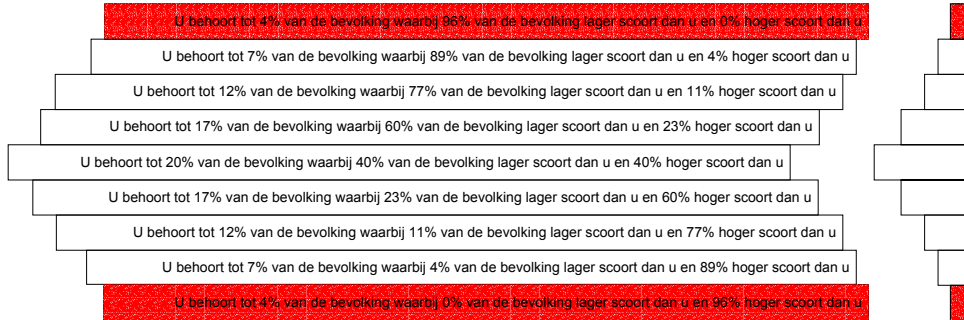 U behoort tot 4% van de bevolking waarbij 96% van de bevolking lager scoort dan u en 0% hoger scoort dan u
U behoort tot 7% van de bevolking waarbij 89% van de bevolking lager scoort dan u en 4% hoger scoort dan u
U behoort tot 12% van de bevolking waarbij 77% van de bevolking lager scoort dan u en 11% hoger scoort dan u
U behoort tot 17% van de bevolking waarbij 60% van de bevolking lager scoort dan u en 23% hoger scoort dan u
U behoort tot 20% van de bevolking waarbij 40% van de bevolking lager scoort dan u en 40% hoger scoort dan u
U behoort tot 17% van de bevolking waarbij 23% van de bevolking lager scoort dan u en 60% hoger scoort dan u
U behoort tot 12% van de bevolking waarbij 11% van de bevolking lager scoort dan u en 77% hoger scoort dan u
U behoort tot 7% van de bevolking waarbij 4% van de bevolking lager scoort dan u en 89% hoger scoort dan u
U behoort tot 4% van de bevolking waarbij 0% van de bevolking lager scoort dan u en 96% hoger scoort dan u